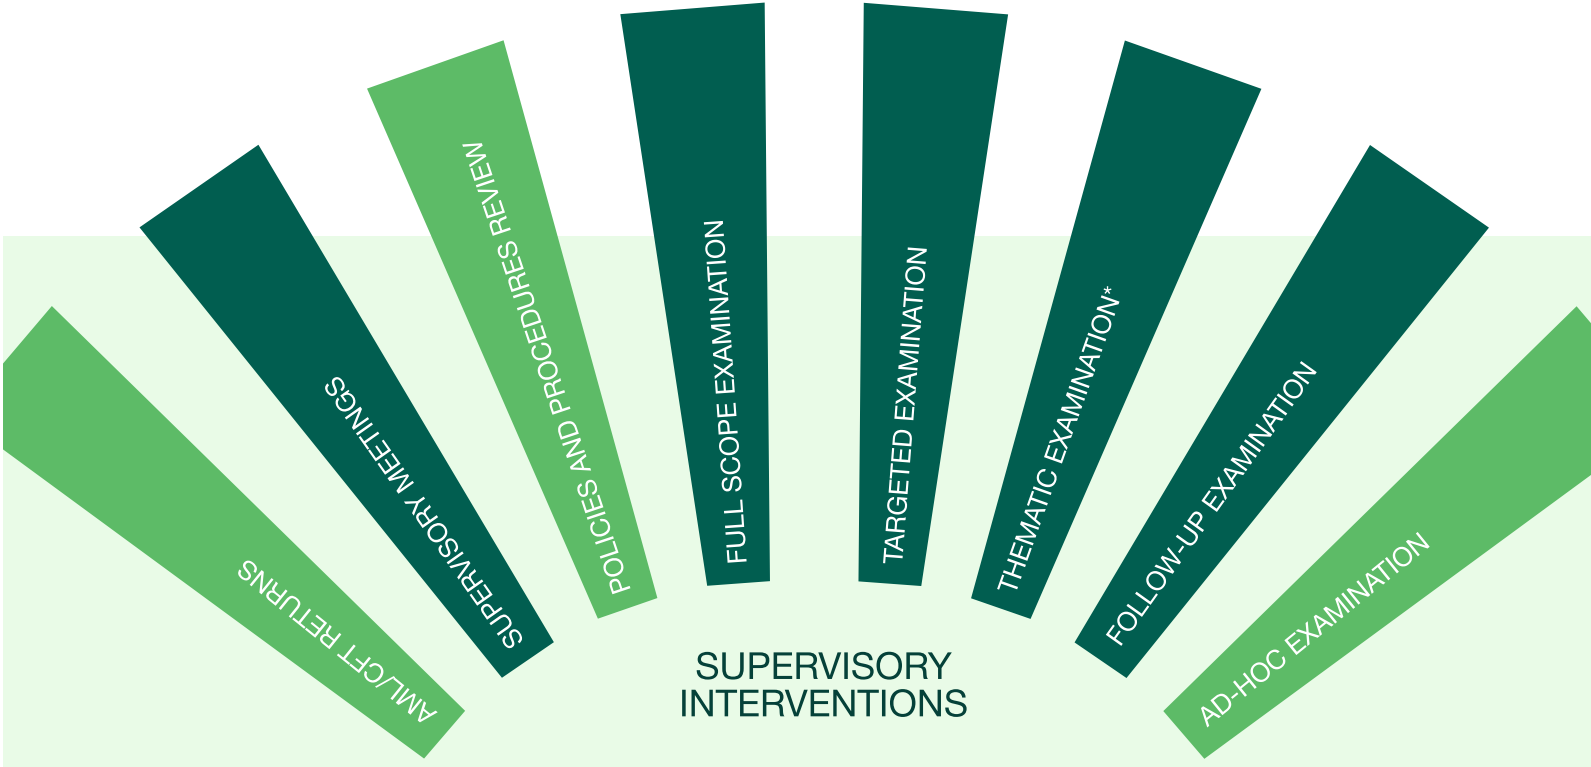 AML/CFT RETURNS
SUPERVISORY MEETINGS
POLICIES AND PROCEDURES REVIEW
FULL SCOPE EXAMINATION
TARGETED EXAMINATION
THEMATIC EXAMINATION*
FOLLOW-UP EXAMINATION
AD-HOC EXAMINATION
SUPERVISORY
INTERVENTIONS